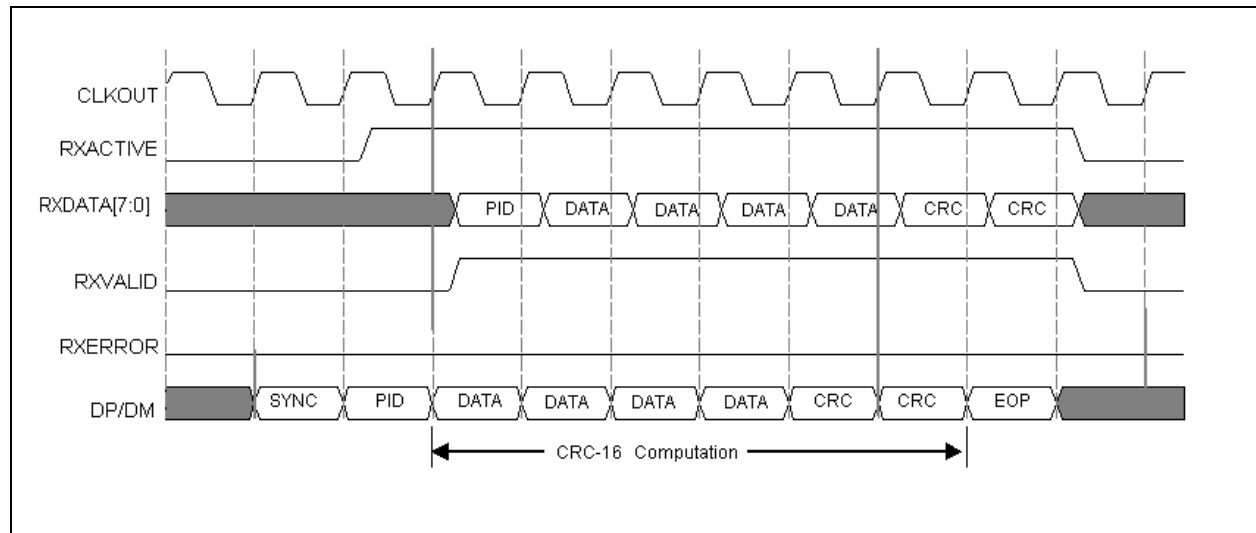 CLKOUT
RXACTIVE
RXDATA[7:0] PID DATA DATA DATA DATA CRC CRC
RXVALID
RXERROR
DP/DM SYNC PID DATA DATA DATA DATA CRC CRC EOP
CRC-16 Computation